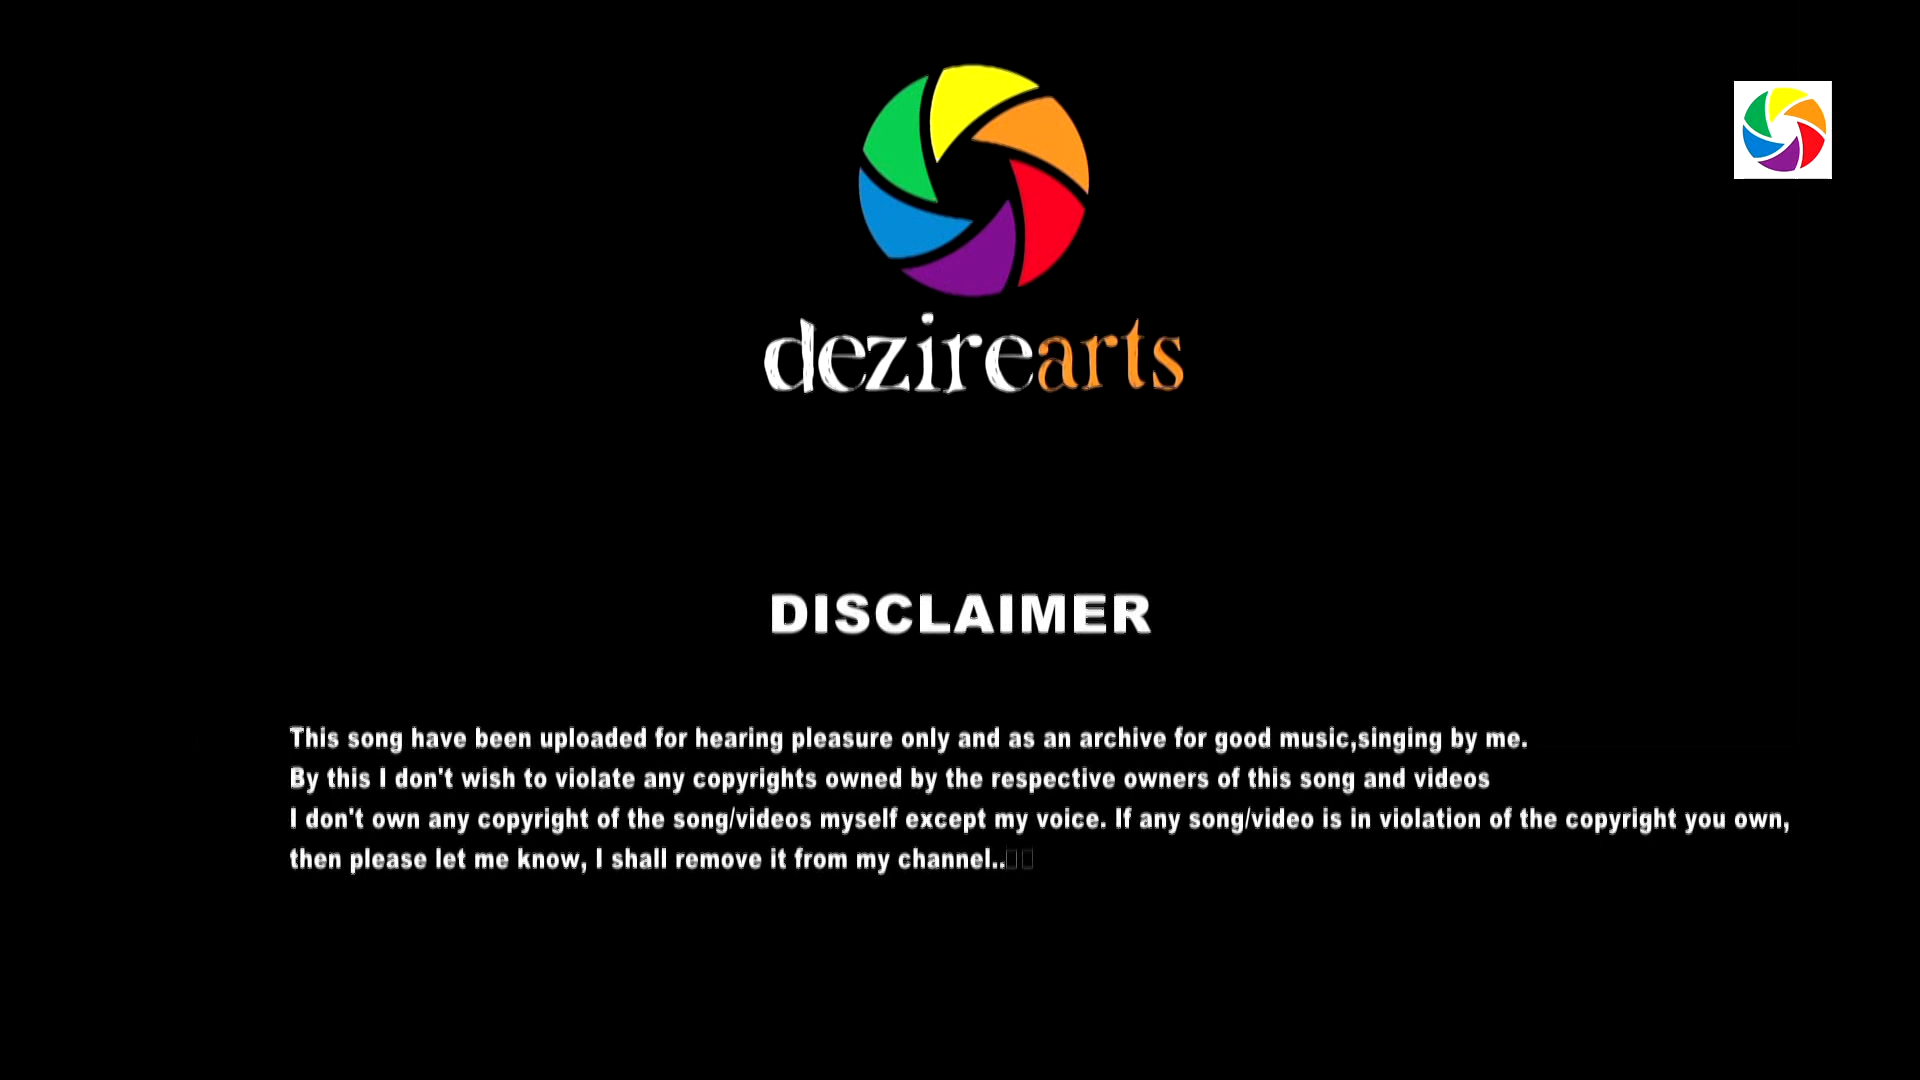 dezirearts
DISCLAIMER
This song have been uploaded for hearing pleasure only and as an archive for good music,singing by me.
By this I don't wish to violate any copyrights owned by the respective owners of this song and videos
I don't own any copyright of the song/videos myself except my voice. If any song/video is in violation of the copyright you own,
then please let me know, I shall remove it from my channel..